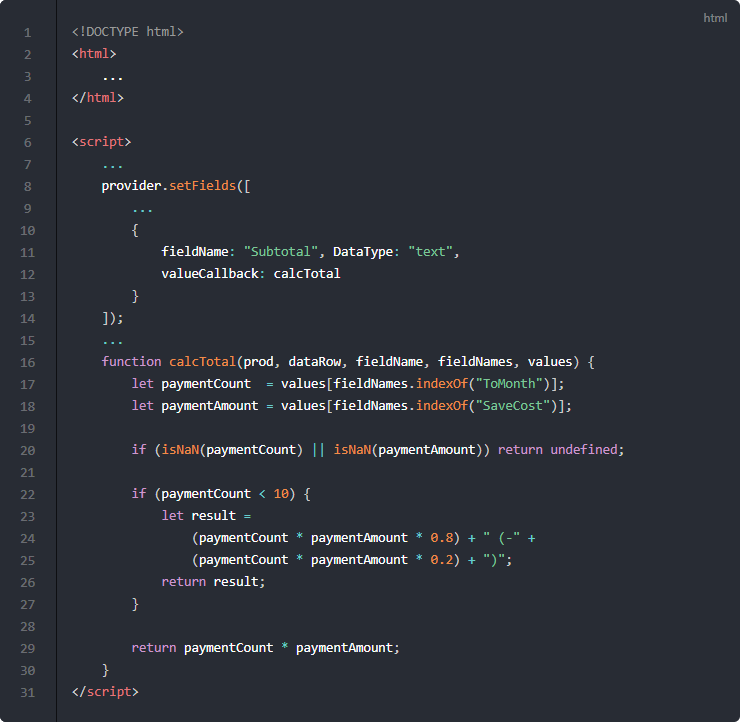 html
1 <!DOCTYPE html>
2 <html>
3     ...
4 </html>
5
6 <script>
7     ...
8     provider.setFields([
9         ...
10         {
11             fieldName: "Subtotal", DataType: "text",
12             valueCallback: calcTotal
13         }
14     ]);
15     ...
16     function calcTotal(prod, dataRow, fieldName, fieldNames, values) {
17         let paymentCount  = values[fieldNames.indexOf("ToMonth")];
18         let paymentAmount = values[fieldNames.indexOf("SaveCost")];
19
20         if (isNaN(paymentCount) || isNaN(paymentAmount)) return undefined;
21
22         if (paymentCount < 10) {
23             let result =
24                 (paymentCount * paymentAmount * 0.8) + " (-" +
25                 (paymentCount * paymentAmount * 0.2) + ")";
26             return result;
27         }
28
29         return paymentCount * paymentAmount;
30     }
31 </script>